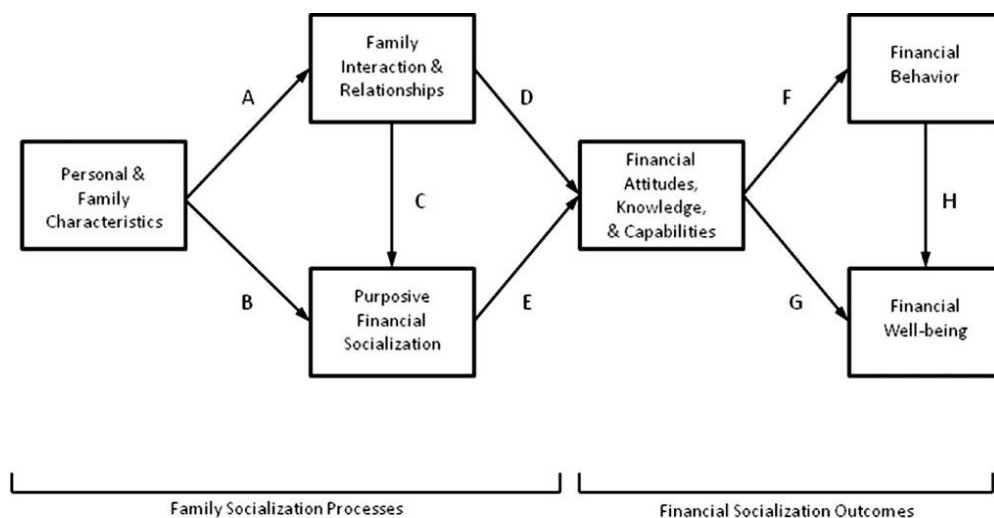 Personal &
Family
Characteristics
A
B
Family
Interaction &
Relationships
C
Purposive
Financial
Socialization
D
E
Financial
Attitudes,
Knowledge,
& Capabilities
F
G
Financial
Behavior
H
Financial
Well-being
Family Socialization Processes
Financial Socialization Outcomes